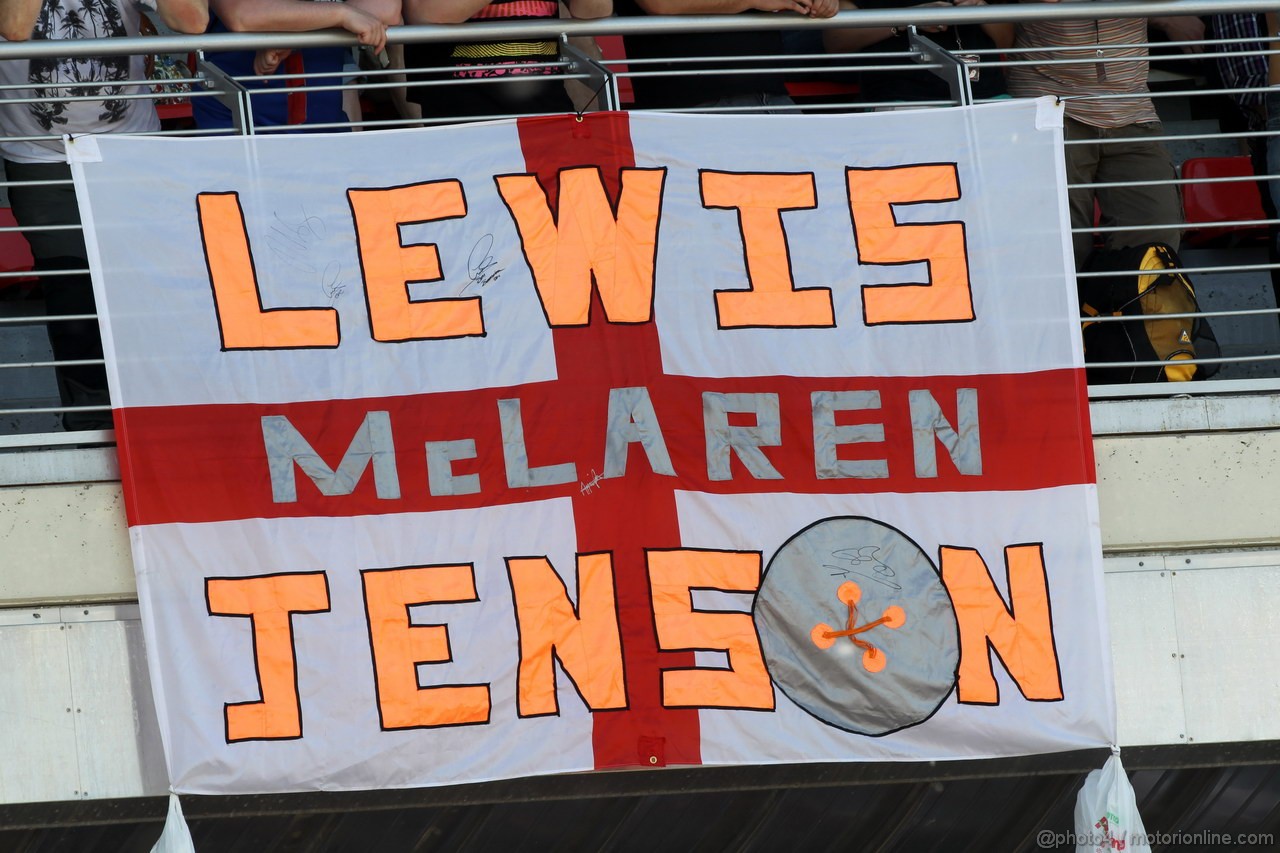 LEWIS
McLAREN
JENSON
@photo4 / motorionline.com